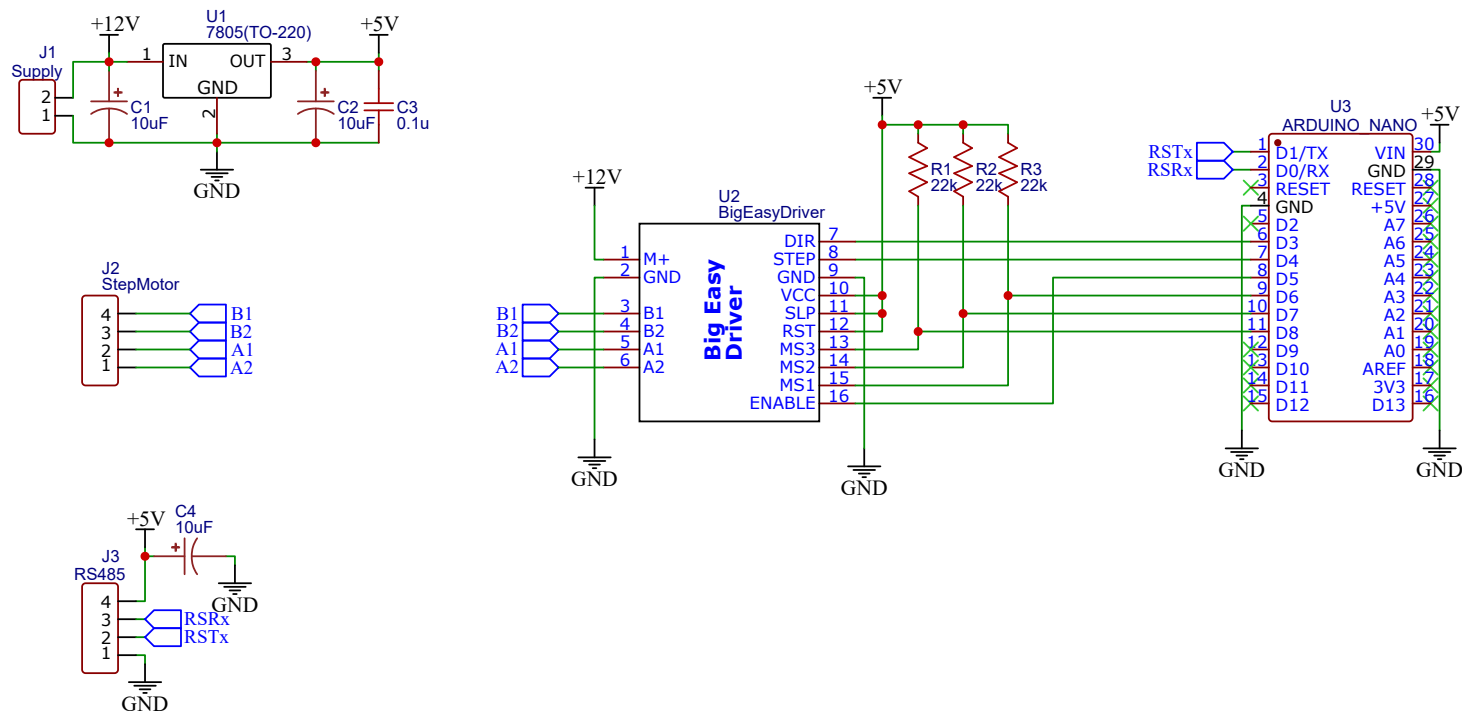 +12V
U1
7805(TO-220)
+5V
J1
Supply
2
1
1
IN
OUT
3
GND
2
C1
10uF
C2
10uF
C3
0.1u
GND
J2
StepMotor
4
3
2
1
B1
B2
A1
A2
+5V
C4
10uF
J3
RS485
GND
4
3
2
1
RSRx
RSTx
GND
+12V
U2
BigEasyDriver
1 M+
2 GND
B1 3 B1
B2 4 B2
A1 5 A1
A2 6 A2
Big Easy
Driver
DIR 7
STEP 8
GND 9
VCC 10
SLP 11
RST 12
MS3 13
MS2 14
MS1 15
ENABLE 16
GND
GND
+5V
R1
22k
R2
22k
R3
22k
U3
ARDUINO_NANO
+5V
RSTx 1 D1/TX
RSRx 2 D0/RX
3 RESET
4 GND
5 D2
6 D3
7 D4
8 D5
9 D6
10 D7
11 D8
12 D9
13 D10
14 D11
15 D12
VIN 30
GND 29
RESET 28
+5V 27
A7 26
A6 25
A5 24
A4 23
A3 22
A2 21
A1 20
A0 19
AREF 18
3V3 17
D13 16
GND
GND